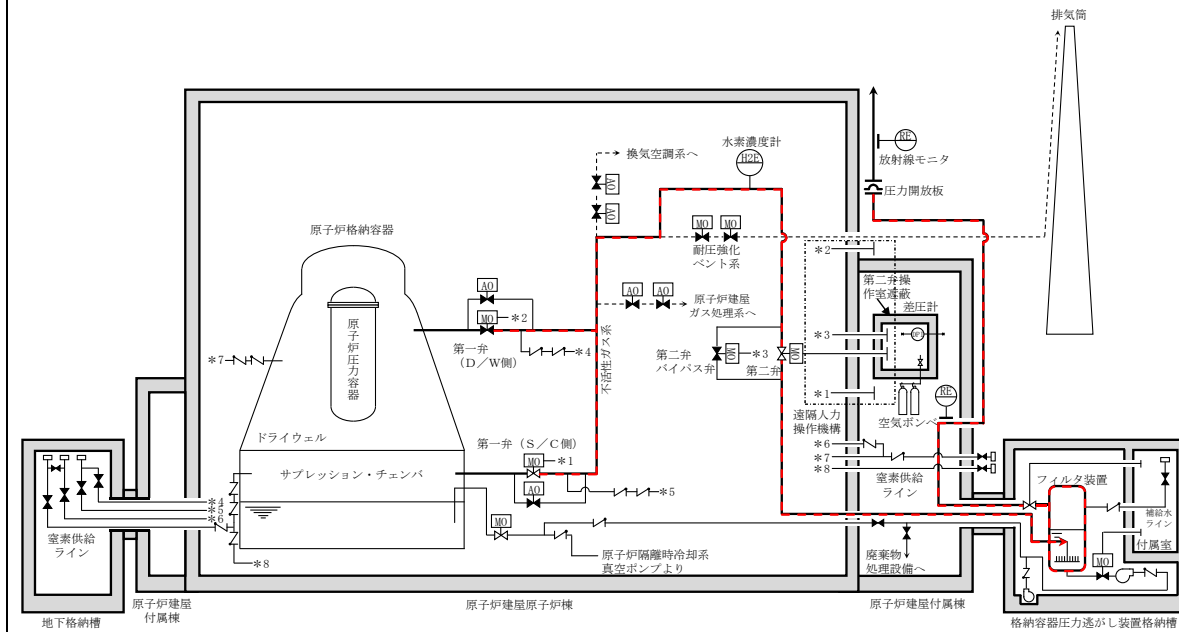 排気筒
水素濃度計
H2E
換気空調系へ
AO
AO
RE
放射線モニタ
圧力開放板
原子炉格納容器
MO
MO
耐圧強化
ベント系
*2
AO
MO
*2
AO
AO
原子炉建屋
ガス処理系へ
第二弁操
作室遮蔽
差圧計
DPI
原子炉圧力容器
*7
第一弁
(D/W側)
*4
不活性ガス系
第二弁
バイパス弁
MO
*3
第二弁
MO
*3
*1
RE
遠隔人力
操作機構
空気ボンベ
ドライウェル
第一弁(S/C側)
MO
*1
サプレッション・チェンバ
AO
*5
*6
*7
*8
窒素供給
ライン
フィルタ装置
補給水
ライン
付属室
*4
*5
*6
窒素供給
ライン
*8
MO
原子炉隔離時冷却系
真空ポンプより
廃棄物
処理設備へ
MO
地下格納槽
原子炉建屋
付属棟
原子炉建屋原子炉棟
原子炉建屋付属棟
格納容器圧力逃がし装置格納槽